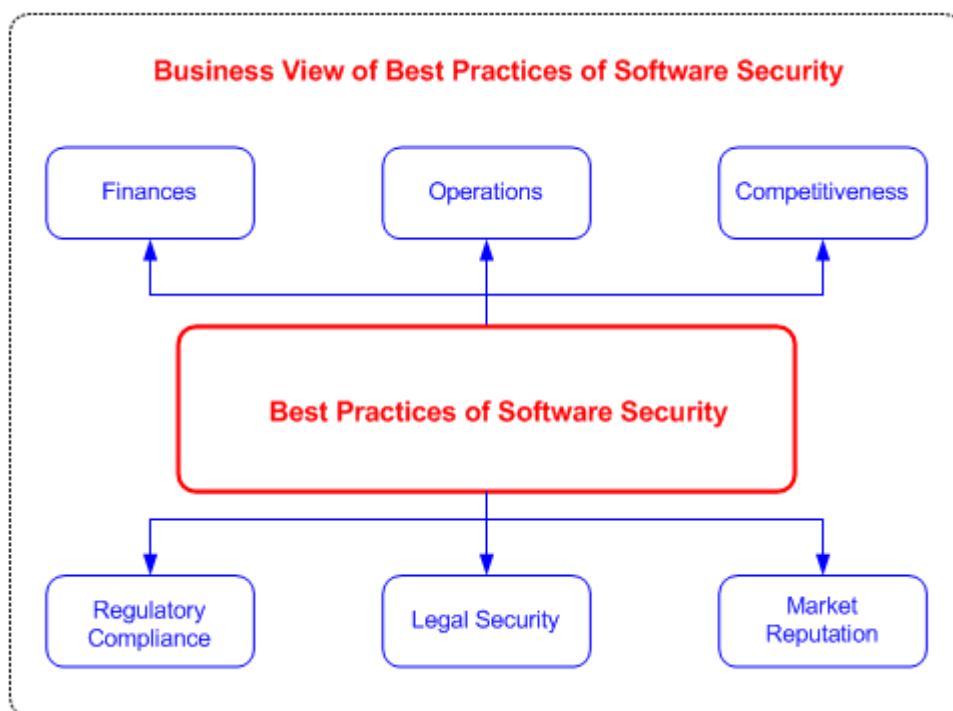 Business View of Best Practices of Software Security
Finances
Operations
Competitiveness
Best Practices of Software Security
Regulatory
Compliance
Legal Security
Market
Reputation